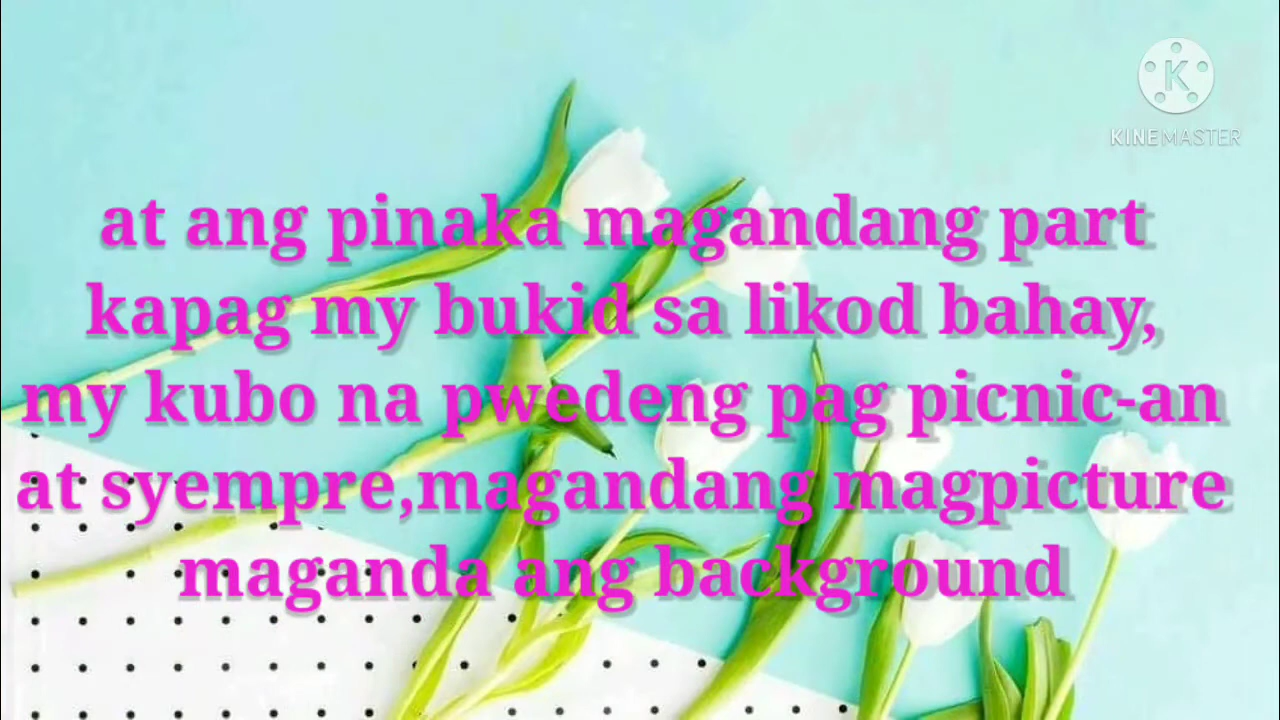 K
KINEMASTER
at ang pinaka magandang part
kapag my bukid sa likod bahay,
my kubo na pwedeng pag picnic-an
at syempre,magandang magpicture
maganda ang background